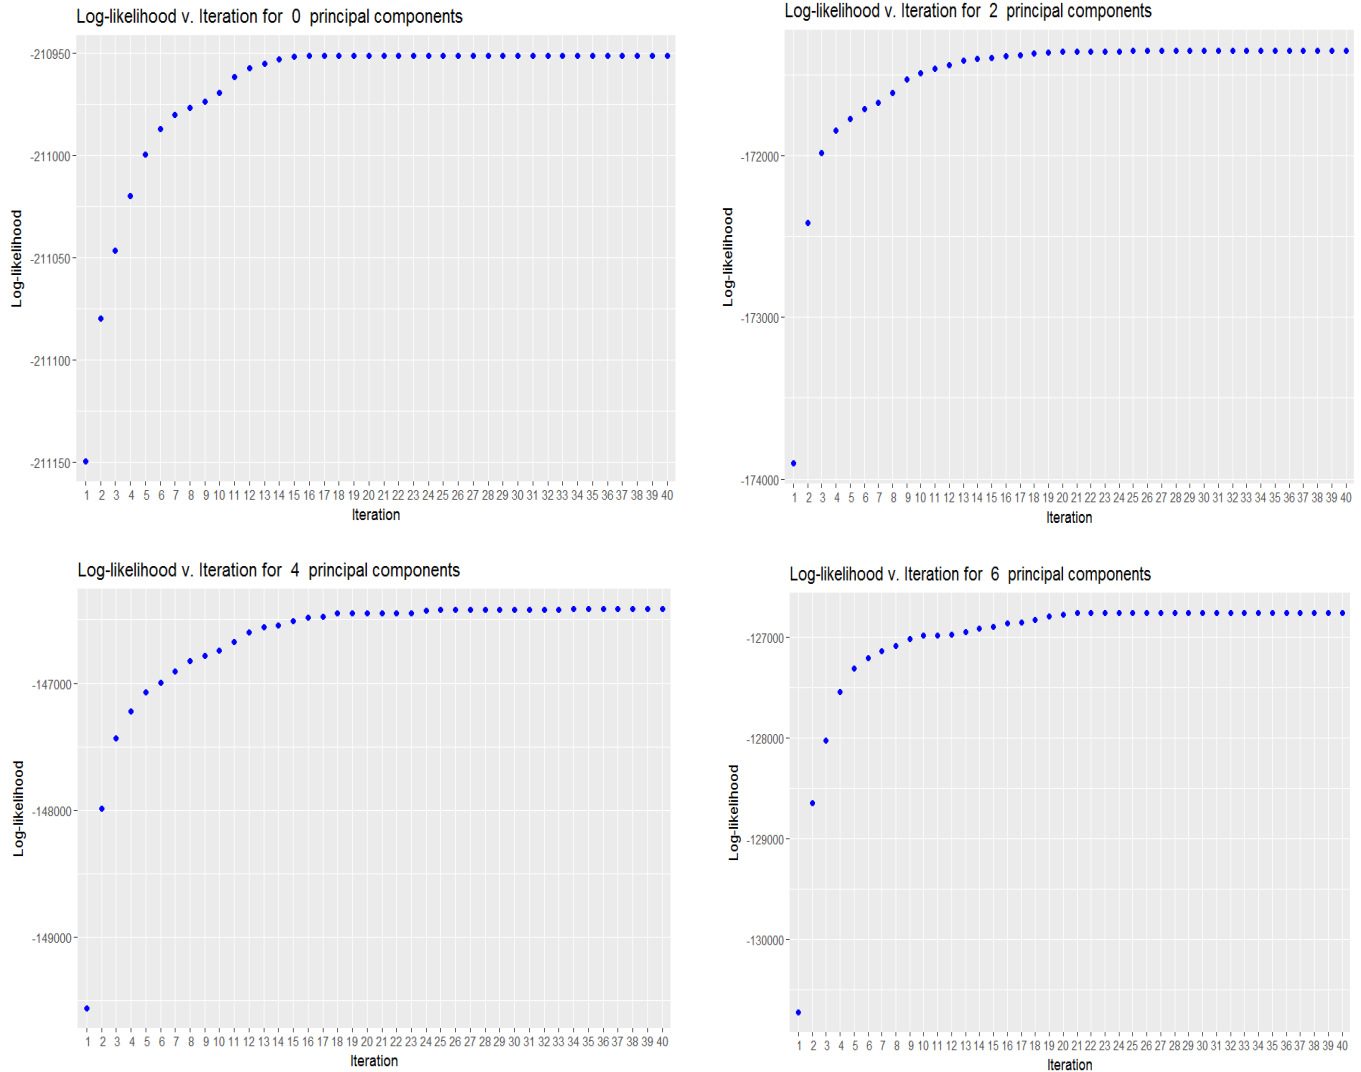 Log-likelihood v. Iteration for 0 principal components
-210950
-211000
-211050
-211100
-211150
Log-likelihood
1 2 3 4 5 6 7 8 9 10 11 12 13 14 15 16 17 18 19 20 21 22 23 24 25 26 27 28 29 30 31 32 33 34 35 36 37 38 39 40
Iteration
Log-likelihood v. Iteration for 2 principal components
-172000
-173000
-174000
Log-likelihood
1 2 3 4 5 6 7 8 9 10 11 12 13 14 15 16 17 18 19 20 21 22 23 24 25 26 27 28 29 30 31 32 33 34 35 36 37 38 39 40
Iteration
Log-likelihood v. Iteration for 4 principal components
-147000
-148000
-149000
Log-likelihood
1 2 3 4 5 6 7 8 9 10 11 12 13 14 15 16 17 18 19 20 21 22 23 24 25 26 27 28 29 30 31 32 33 34 35 36 37 38 39 40
Iteration
Log-likelihood v. Iteration for 6 principal components
-127000
-128000
-129000
-130000
Log-likelihood
1 2 3 4 5 6 7 8 9 10 11 12 13 14 15 16 17 18 19 20 21 22 23 24 25 26 27 28 29 30 31 32 33 34 35 36 37 38 39 40
Iteration